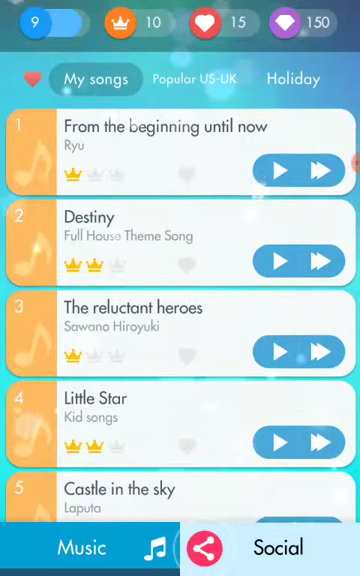 9 10 15 150
My songs Popular US-UK Holiday
1 From the beginning until now
Ryu
2 Destiny
Full House Theme Song
3 The reluctant heroes
Sawano Hiroyuki
4 Little Star
Kid songs
5 Castle in the sky
Laputa
Music Social